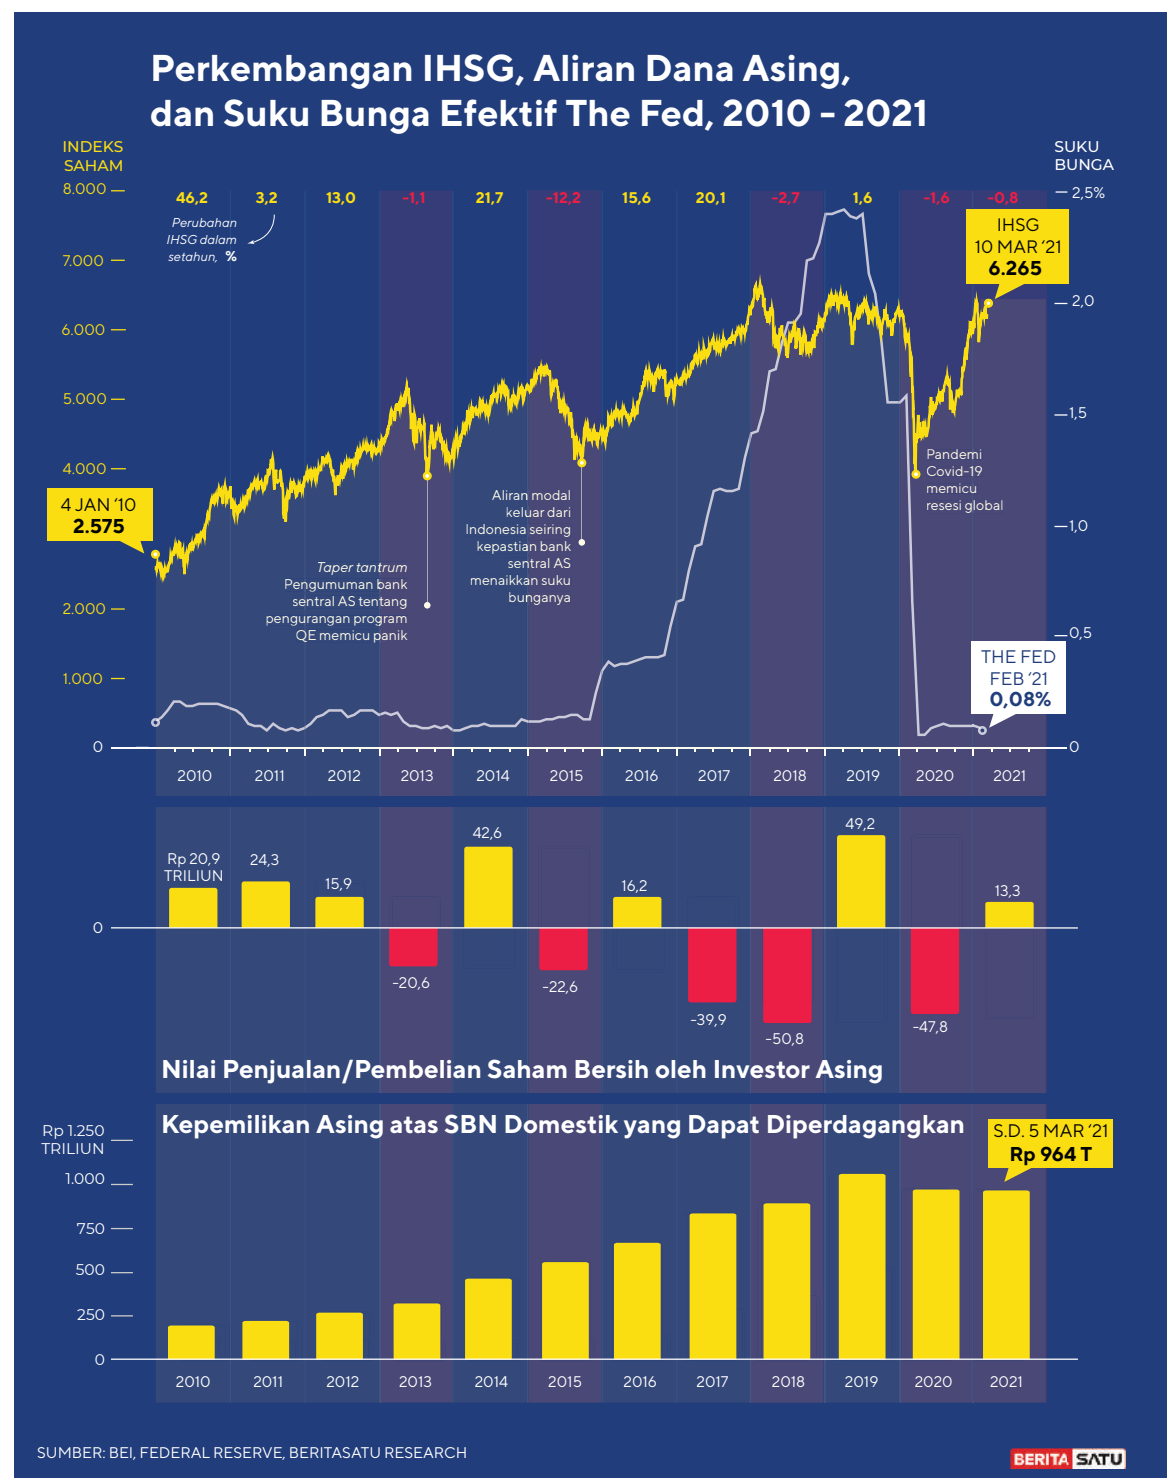 Perkembangan IHSG, Aliran Dana Asing,
dan Suku Bunga Efektif The Fed, 2010 - 2021
INDEKS
SAHAM
SUKU
BUNGA
8.000
7.000
6.000
5.000
4.000
2.000
1.000
0
2,5%
2,0
1,5
1,0
0,5
0
46,2 3,2 13,0 -1,1 21,7 -12,2 15,6 20,1 -2,7 1,6 -1,6 -0,8
Perubahan
IHSG dalam
setahun, %
IHSG
10 MAR ‘21
6.265
4 JAN ‘10
2.575
Taper tantrum
Pengumuman bank
sentral AS tentang
pengurangan program
QE memicu panik
Aliran modal
keluar dari
Indonesia seiring
kepastian bank
sentral AS
menaikkan suku
bunganya
Pandemi
Covid-19
memicu
resesi global
THE FED
FEB ‘21
0,08%
2010 2011 2012 2013 2014 2015 2016 2017 2018 2019 2020 2021
Rp 20,9
TRILIUN
24,3
15,9
-20,6
42,6
-22,6
16,2
-39,9
-50,8
49,2
-47,8
13,3
0
Nilai Penjualan/Pembelian Saham Bersih oleh Investor Asing
Kepemilikan Asing atas SBN Domestik yang Dapat Diperdagangkan
Rp 1.250
TRILIUN
1.000
750
500
250
0
S.D. 5 MAR ‘21
Rp 964 T
2010 2011 2012 2013 2014 2015 2016 2017 2018 2019 2020 2021
SUMBER: BEI, FEDERAL RESERVE, BERITASATU RESEARCH
BERITA SATU